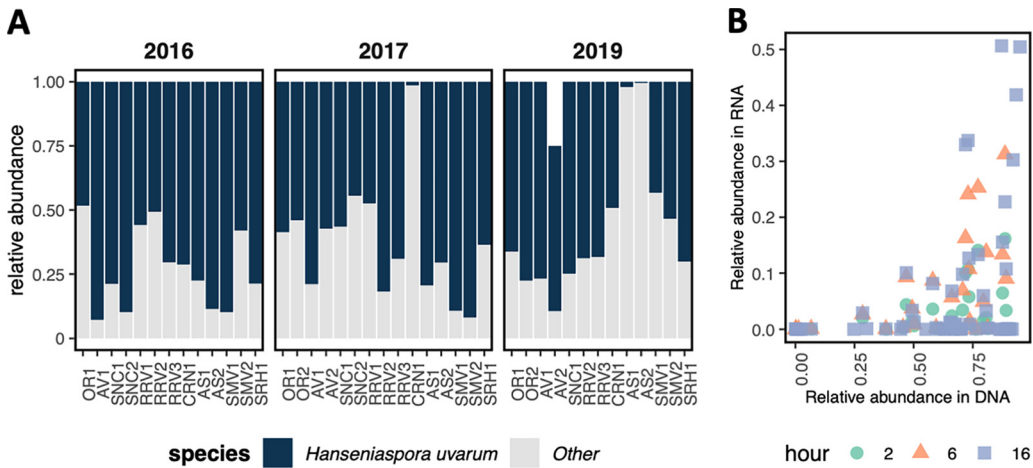 A
2016 2017 2019
relative abundance
1.00
0.75
0.50
0.25
0
OR1 AV1 SNC1 SNC2 RRV1 RRV2 RRV3 CRN1 AS1 AS2 SMV1 SMV2 SRH1
OR1 OR2 AV1 AV2 SNC1 SNC2 RRV1 RRV2 RRV3 CRN1 AS1 AS2 SMV1 SMV2 SRH1
OR1 OR2 AV1 AV2 SNC1 RRV2 RRV3 CRN1 AS1 AS2 SMV1 SMV2 SRH1
species Hanseniaspora uvarum Other
B
Relative abundance in RNA
0.5
0.4
0.3
0.2
0.1
0.0
0.00 0.25 0.50 0.75
Relative abundance in DNA
hour 2 6 16